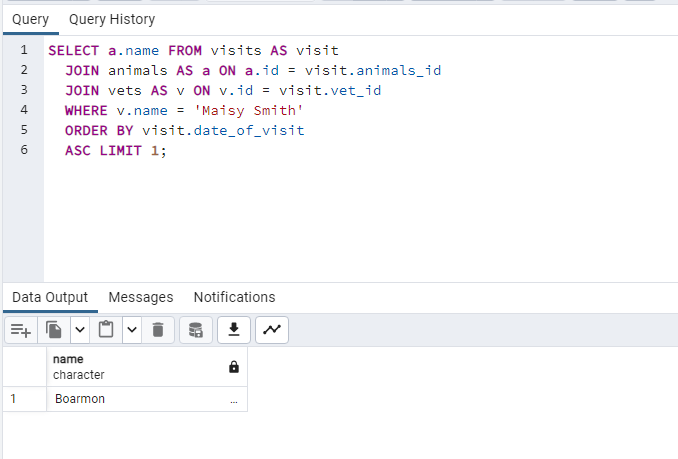 Query Query History
1 SELECT a.name FROM visits AS visit
2 JOIN animals AS a ON a.id = visit.animals_id
3 JOIN vets AS v ON v.id = visit.vet_id
4 WHERE v.name = 'Maisy Smith'
5 ORDER BY visit.date_of_visit
6 ASC LIMIT 1;
Data Output Messages Notifications
name
character
1 Boarmon ...